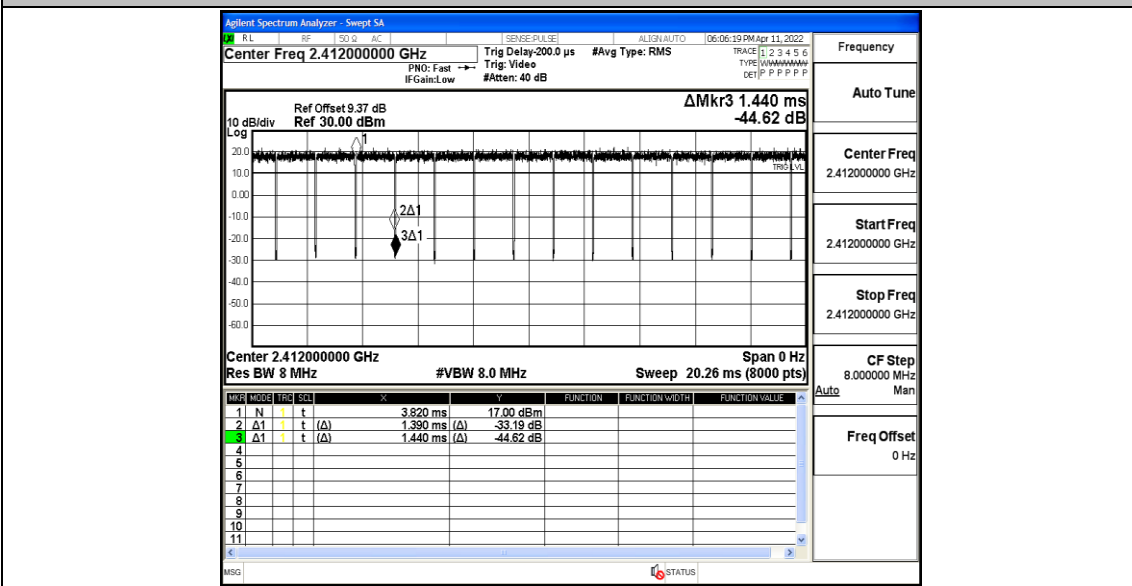 Agilent Spectrum Analyzer - Swept SA
RL RF 50 Ω AC SENSE:PULSE ALIGN AUTO 06:06:19 PM Apr 11, 2022
Center Freq 2.412000000 GHz
PNO: Fast
IFGain:Low
Trig Delay-200.0 µs
Trig: Video
#Atten: 40 dB
#Avg Type: RMS
TRACE 1 2 3 4 5 6
TYPE
DET P P P P P P
ΔMkr3 1.440 ms
-44.62 dB
Ref Offset 9.37 dB
10 dB/div Ref 30.00 dBm
Log
1
20.0
TRIG LVL
10.0
0.00
-10.0
2Δ1
-20.0
3Δ1
-30.0
-40.0
-50.0
-60.0
Center 2.412000000 GHz Span 0 Hz
Res BW 8 MHz #VBW 8.0 MHz Sweep 20.26 ms (8000 pts)
MKR MODE TRC SCL X Y FUNCTION FUNCTION WIDTH FUNCTION VALUE
1 N 1 t 3.820 ms 17.00 dBm
2 Δ1 1 t (Δ) 1.390 ms (Δ) -33.19 dB
3 Δ1 1 t (Δ) 1.440 ms (Δ) -44.62 dB
4
5
6
7
8
9
10
11
MSG STATUS
Frequency
Auto Tune
Center Freq
2.412000000 GHz
Start Freq
2.412000000 GHz
Stop Freq
2.412000000 GHz
CF Step
8.000000 MHz
Auto Man
Freq Offset
0 Hz